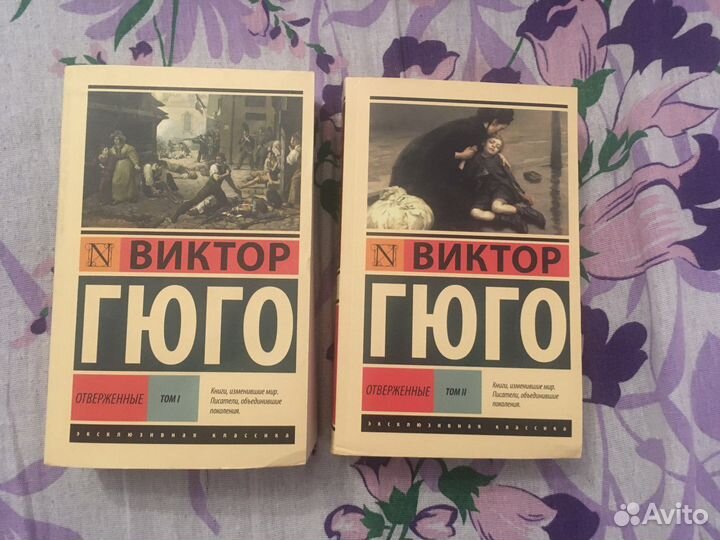 N ВИКТОР
ГЮГО
ОТВЕРЖЕННЫЕ ТОМ I
Книги, изменившие мир.
Писатели, объединившие
поколения.
эксклюзивная классика
N ВИКТОР
ГЮГО
ОТВЕРЖЕННЫЕ ТОМ II
Книги, изменившие мир.
Писатели, объединившие
поколения.
эксклюзивная классика
Avito